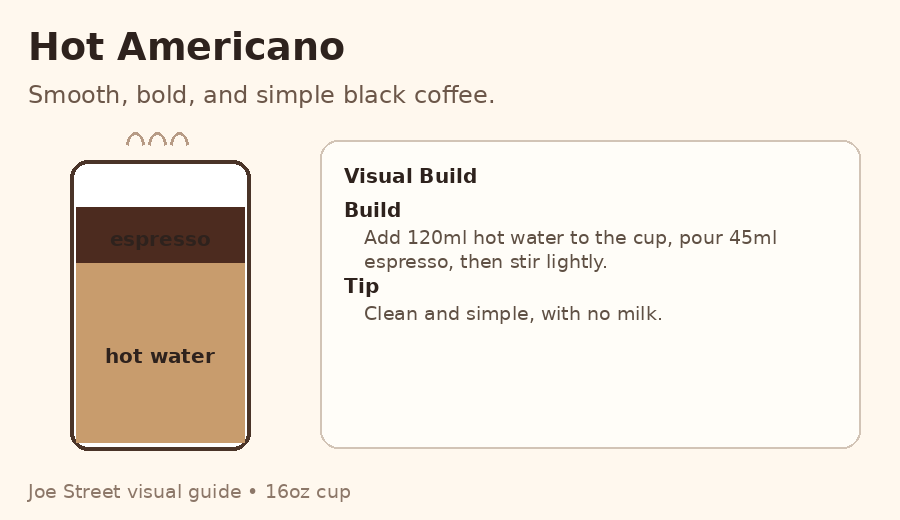 Hot Americano
Smooth, bold, and simple black coffee.
espresso
hot water
Visual Build
Build
Add 120ml hot water to the cup, pour 45ml
espresso, then stir lightly.
Tip
Clean and simple, with no milk.
Joe Street visual guide • 16oz cup